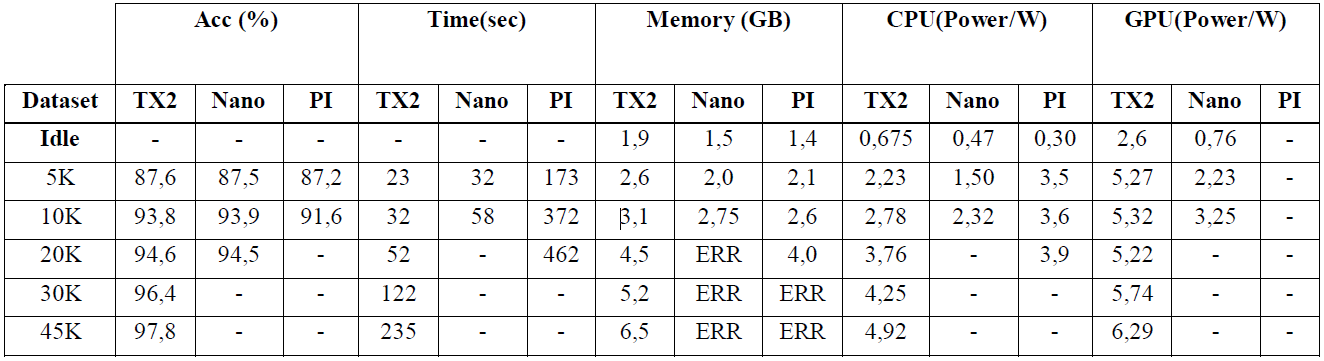 Acc (%) Time(sec) Memory (GB) CPU(Power/W) GPU(Power/W)
Dataset TX2 Nano PI TX2 Nano PI TX2 Nano PI TX2 Nano PI TX2 Nano PI
Idle - - - - - - 1,9 1,5 1,4 0,675 0,47 0,30 2,6 0,76 -
5K 87,6 87,5 87,2 23 32 173 2,6 2,0 2,1 2,23 1,50 3,5 5,27 2,23 -
10K 93,8 93,9 91,6 32 58 372 3,1 2,75 2,6 2,78 2,32 3,6 5,32 3,25 -
20K 94,6 94,5 - 52 - 462 4,5 ERR 4,0 3,76 - 3,9 5,22 - -
30K 96,4 - - 122 - - 5,2 ERR ERR 4,25 - - 5,74 - -
45K 97,8 - - 235 - - 6,5 ERR ERR 4,92 - - 6,29 - -